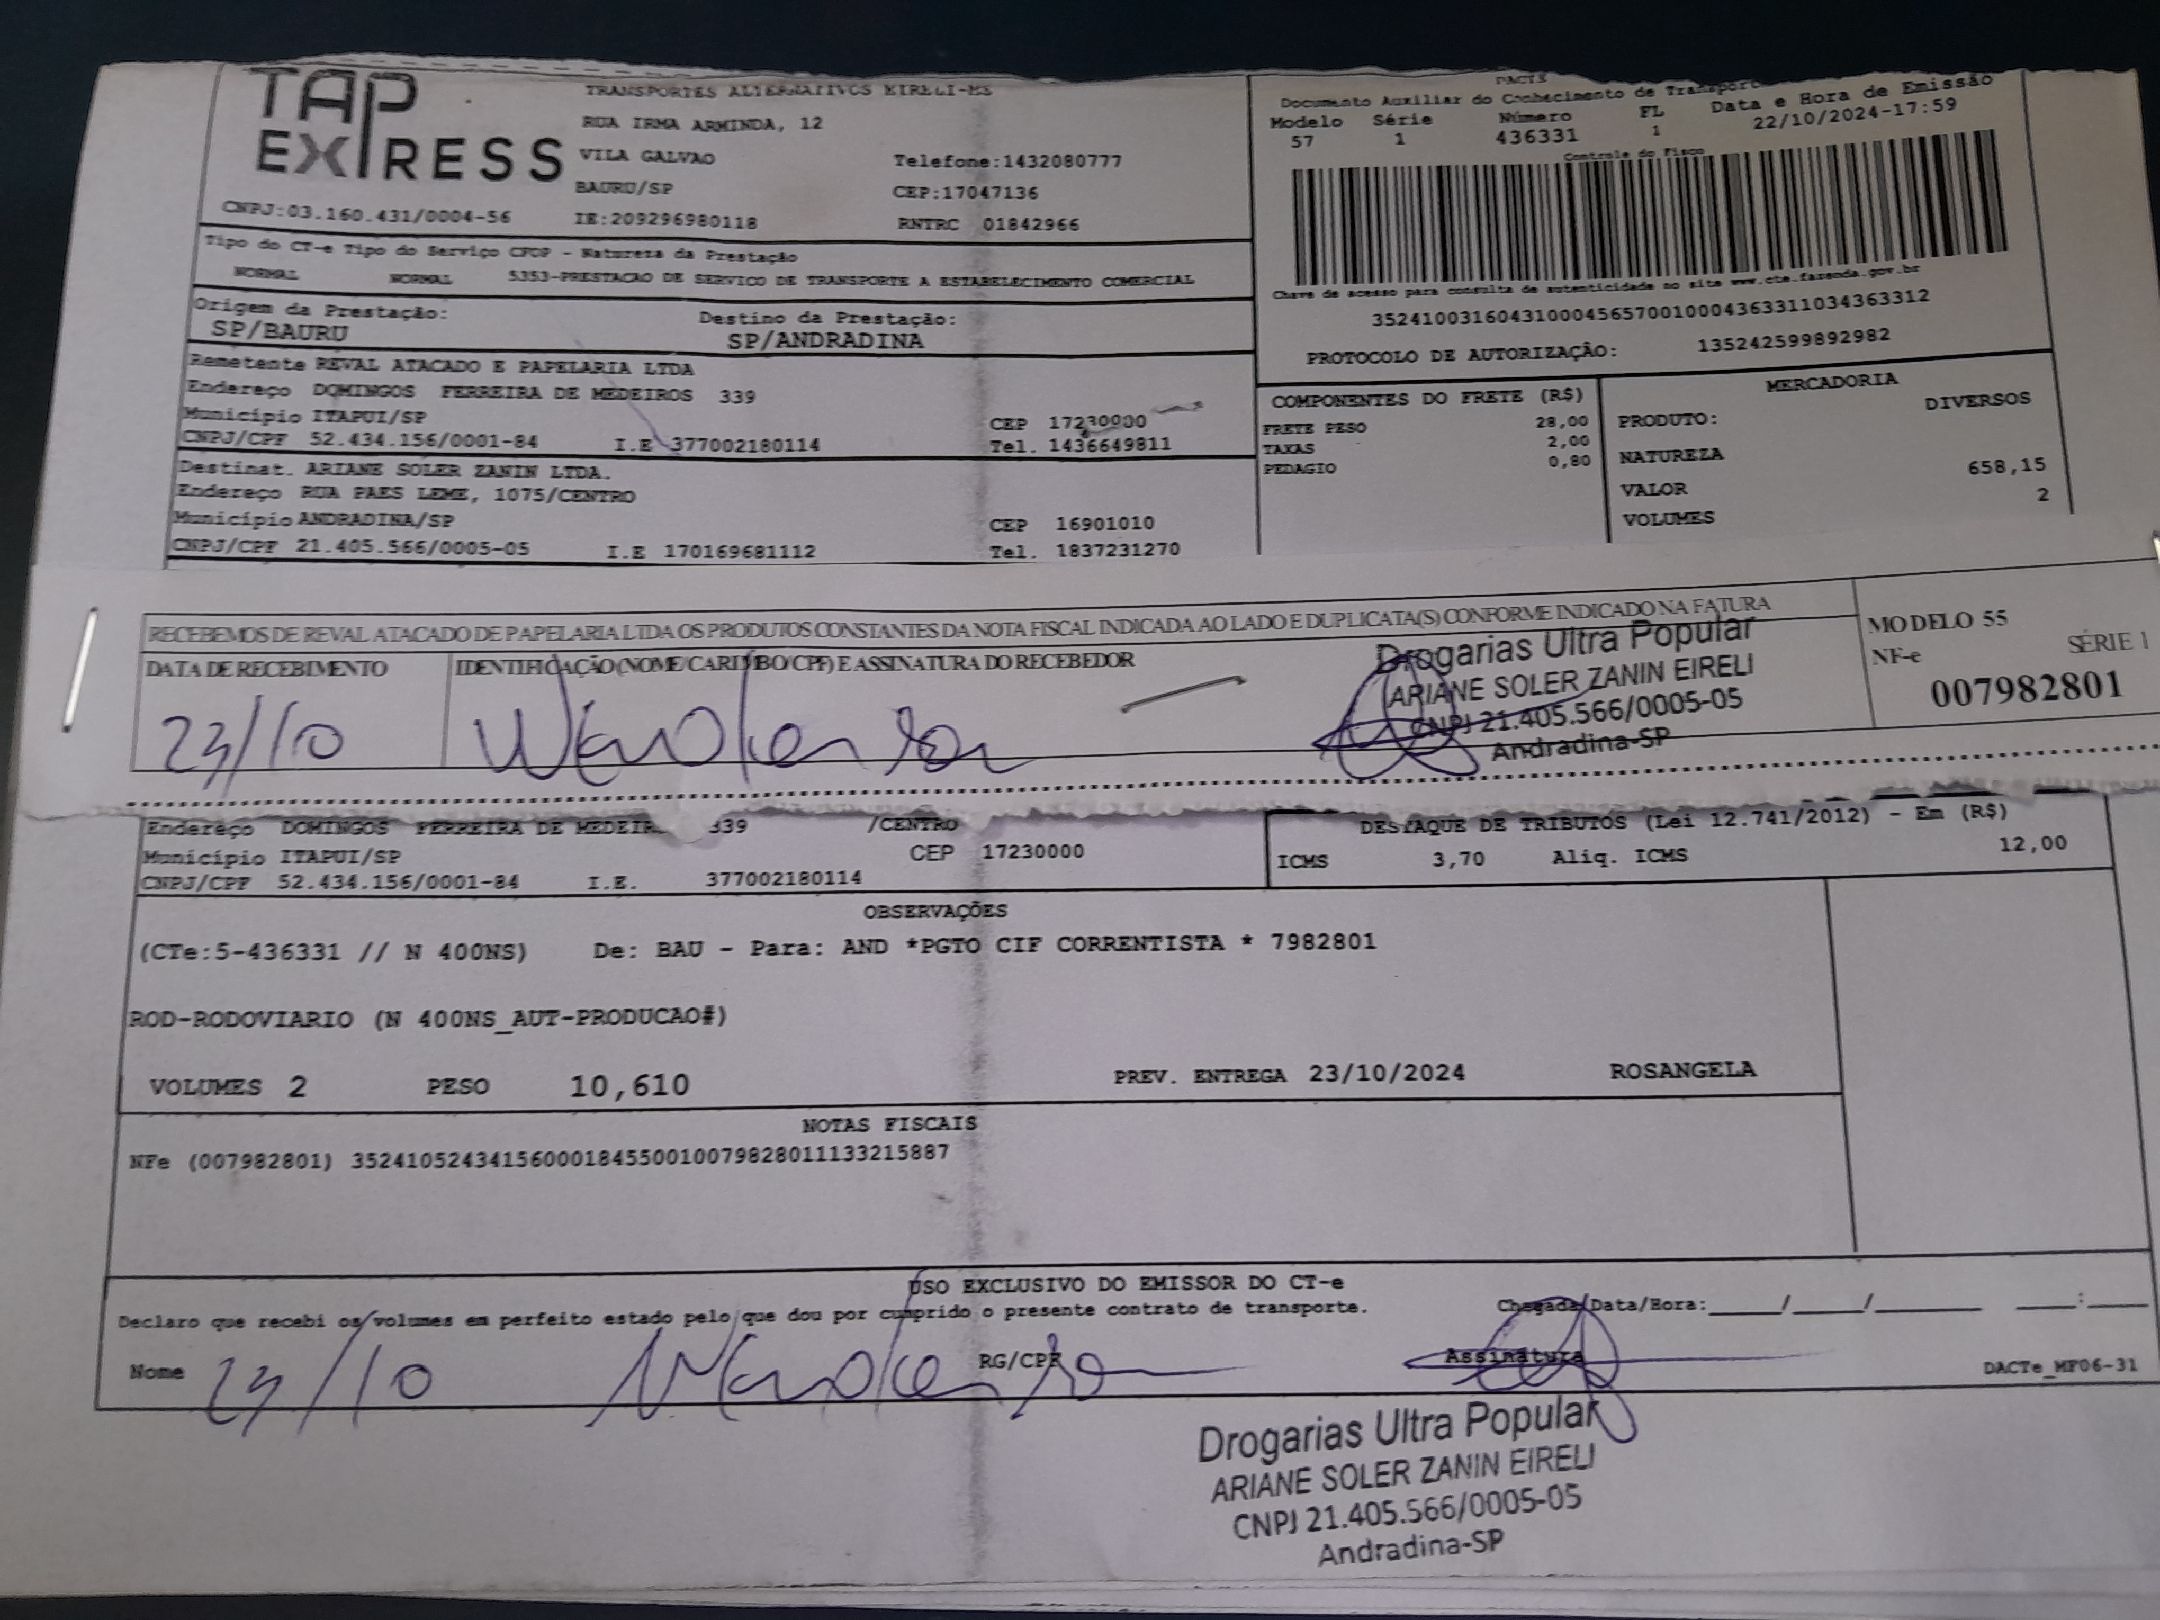 TAP
EXPRESS
TRANSPORTES ALTERNATIVOS EIRELI-MS
RUA IRMA ARMINDA, 12
VILA GALVAO Telefone:1432080777
BAURU/SP CEP:17047136
CNPJ:03.160.431/0004-56 IE:209296980118 RNTRC 01842966
DACTE
Documento Auxiliar do Conhecimento de Transporte
Modelo Série Número FL Data e Hora de Emissão
57 1 436331 1 22/10/2024-17:59
Controle do Fisco
Chave de acesso para consulta de autenticidade no site www.cte.fazenda.gov.br
35241003160431000456570010004363311034363312
PROTOCOLO DE AUTORIZAÇÃO: 135242599892982
Tipo do CT-e Tipo do Serviço CFOP - Natureza da Prestação
NORMAL NORMAL 5353-PRESTACAO DE SERVICO DE TRANSPORTE A ESTABELECIMENTO COMERCIAL
Origem da Prestação: Destino da Prestação:
SP/BAURU SP/ANDRADINA
Remetente REVAL ATACADO E PAPELARIA LTDA
Endereço DOMINGOS FERREIRA DE MEDEIROS 339
Município ITAPUI/SP CEP 17230000
CNPJ/CPF 52.434.156/0001-84 I.E 377002180114 Tel. 1436649811
Destinat. ARIANE SOLER ZANIN LTDA.
Endereço RUA PAES LEME, 1075/CENTRO
Município ANDRADINA/SP CEP 16901010
CNPJ/CPF 21.405.566/0005-05 I.E 170169681112 Tel. 1837231270
COMPONENTES DO FRETE (R$)
FRETE PESO 28,00
TAXAS 2,00
PEDAGIO 0,80
MERCADORIA
PRODUTO: DIVERSOS
NATUREZA
VALOR 658,15
VOLUMES 2
RECEBEMOS DE REVAL ATACADO DE PAPELARIA LTDA OS PRODUTOS CONSTANTES DA NOTA FISCAL INDICADA AO LADO E DUPLICATA(S) CONFORME INDICADO NA FATURA
DATA DE RECEBIMENTO IDENTIFICAÇÃO (NOME/CARIMBO/CPF) E ASSINATURA DO RECEBEDOR
23/10
Drogarias Ultra Popular
ARIANE SOLER ZANIN EIRELI
CNPJ 21.405.566/0005-05
Andradina-SP
MODELO 55
NF-e SÉRIE 1
007982801
Endereço DOMINGOS FERREIRA DE MEDEIR 339 /CENTRO
Município ITAPUI/SP CEP 17230000
CNPJ/CPF 52.434.156/0001-84 I.E. 377002180114
DESTAQUE DE TRIBUTOS (Lei 12.741/2012) - Em (R$)
ICMS 3,70 Aliq. ICMS 12,00
OBSERVAÇÕES
(CTe:5-436331 // N 400NS) De: BAU - Para: AND *PGTO CIF CORRENTISTA * 7982801
ROD-RODOVIARIO (N 400NS_AUT-PRODUCAO#)
VOLUMES 2 PESO 10,610 PREV. ENTREGA 23/10/2024 ROSANGELA
NOTAS FISCAIS
NFe (007982801) 35241052434156000184550010079828011133215887
USO EXCLUSIVO DO EMISSOR DO CT-e
Declaro que recebi os volumes em perfeito estado pelo que dou por cumprido o presente contrato de transporte. Chegada/Data/Hora:____/____/______ ___:____
Nome 23/10 RG/CPF Assinatura DACTe_MF06-31
Drogarias Ultra Popular
ARIANE SOLER ZANIN EIRELI
CNPJ 21.405.566/0005-05
Andradina-SP